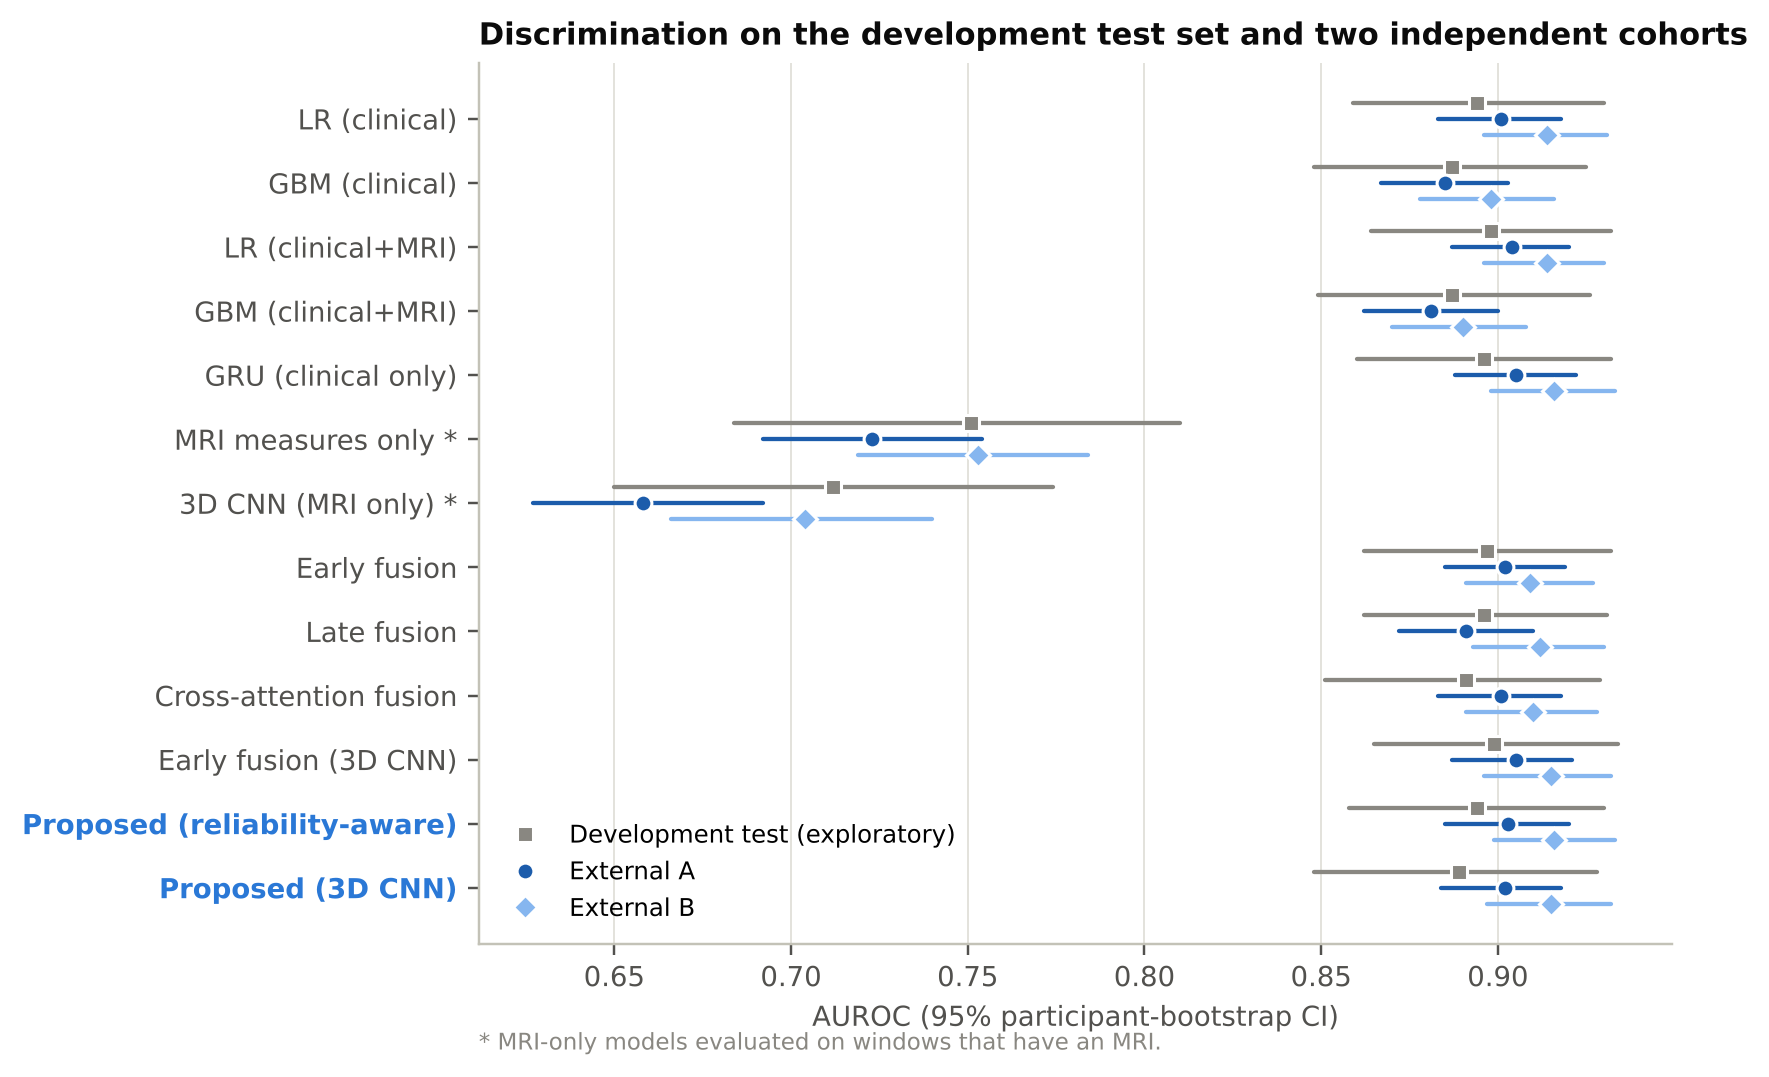 Discrimination on the development test set and two independent cohorts
LR (clinical)
GBM (clinical)
LR (clinical+MRI)
GBM (clinical+MRI)
GRU (clinical only)
MRI measures only *
3D CNN (MRI only) *
Early fusion
Late fusion
Cross-attention fusion
Early fusion (3D CNN)
Proposed (reliability-aware)
Proposed (3D CNN)
Development test (exploratory)
External A
External B
0.65 0.70 0.75 0.80 0.85 0.90
AUROC (95% participant-bootstrap CI)
* MRI-only models evaluated on windows that have an MRI.